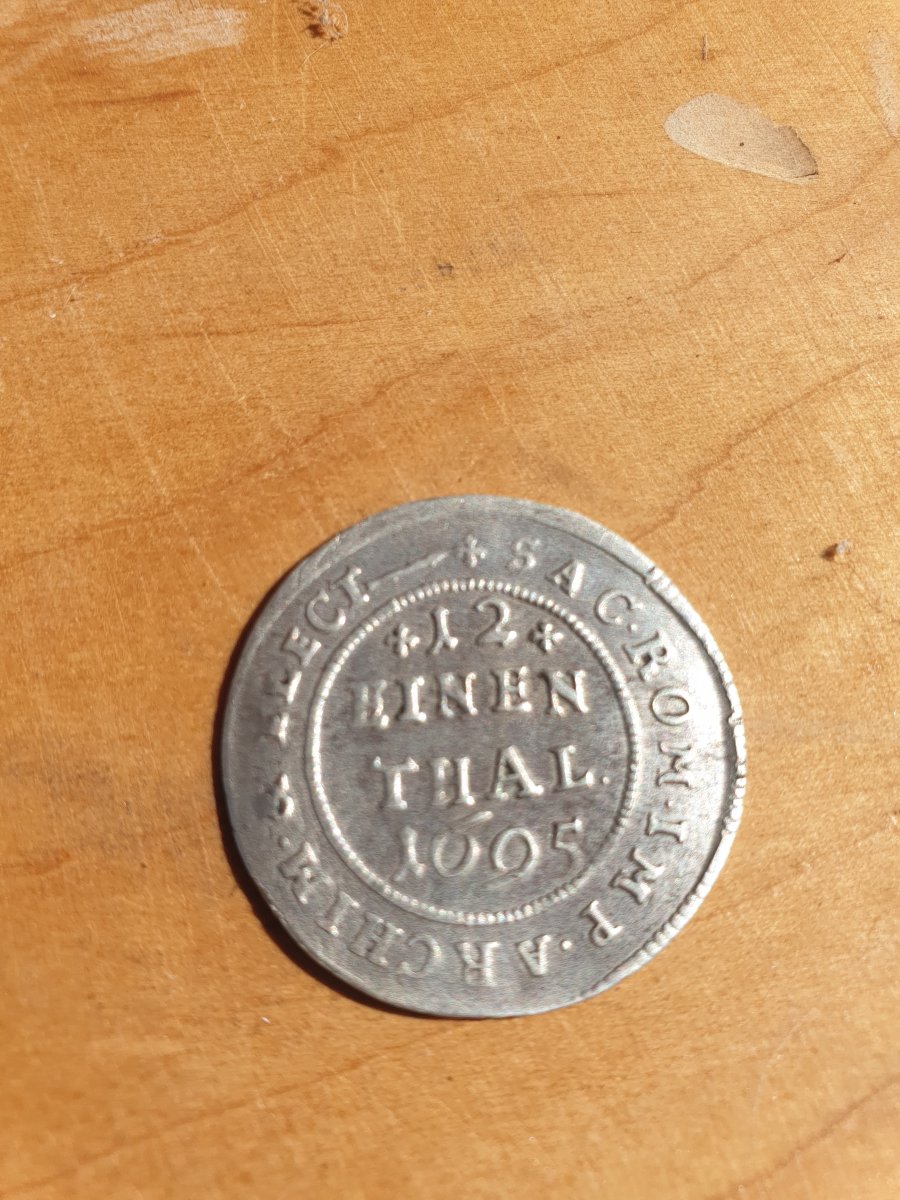 SAC·ROM·IMP·ARCHIM·& ELECT
12
EINEN
THAL.
1695